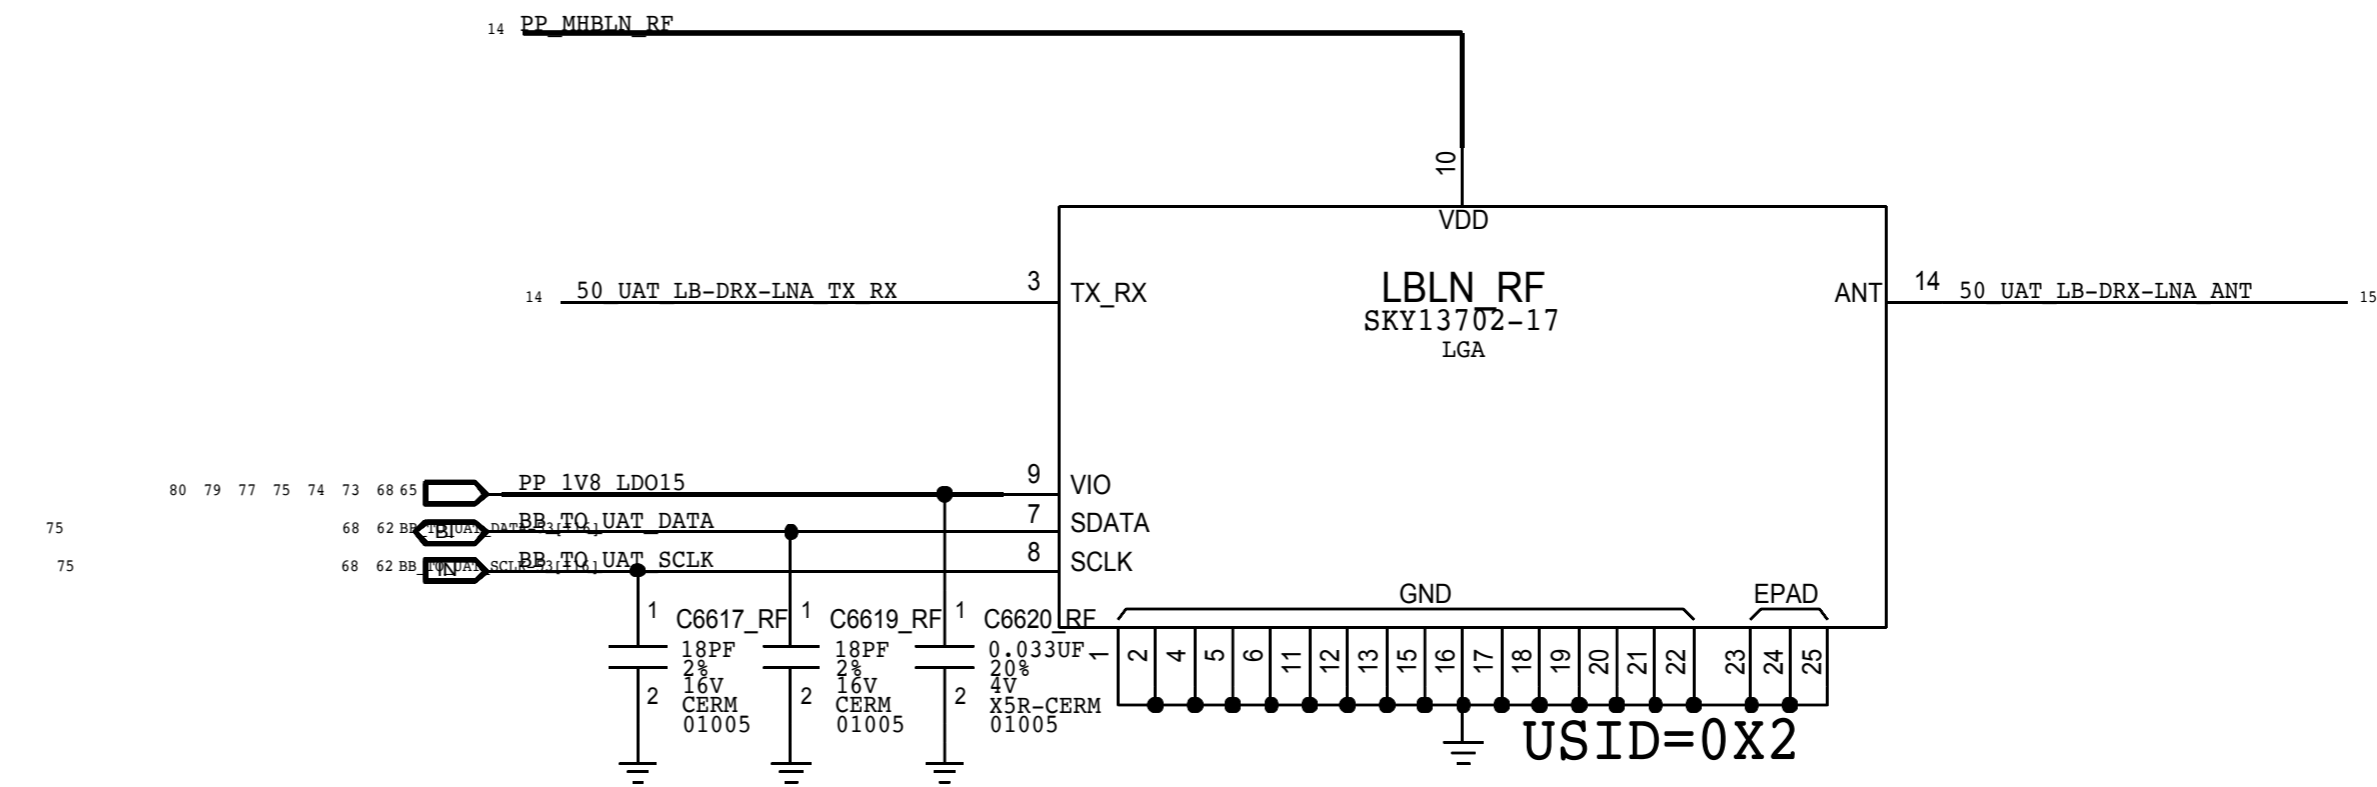 14 PP_MHBLN_RF
10
VDD
14 50_UAT_LB-DRX-LNA_TX_RX 3 TX_RX
LBLN_RF
SKY13702-17
LGA
ANT 14 50_UAT_LB-DRX-LNA_ANT 15
80 79 77 75 74 73 68 65 PP_1V8_LDO15 9 VIO
75 68 62 BI BB_TO_UAT_DATA 7 SDATA
75 68 62 IN BB_TO_UAT_SCLK 8 SCLK
GND EPAD
1 C6617_RF
18PF
2%
16V
CERM
2 01005
1 C6619_RF
18PF
2%
16V
CERM
2 01005
1 C6620_RF
0.033UF
20%
4V
X5R-CERM
2 01005
1 2 4 5 6 11 12 13 15 16 17 18 19 20 21 22 23 24 25
USID=0X2